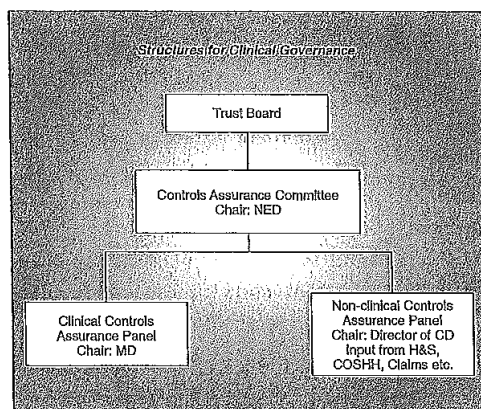 Structures for Clinical Governance
Trust Board
Controls Assurance Committee
Chair: NED
Clinical Controls
Assurance Panel
Chair: MD
Non-clinical Controls
Assurance Panel
Chair: Director of CD
Input from H&S,
COSHH, Claims etc.